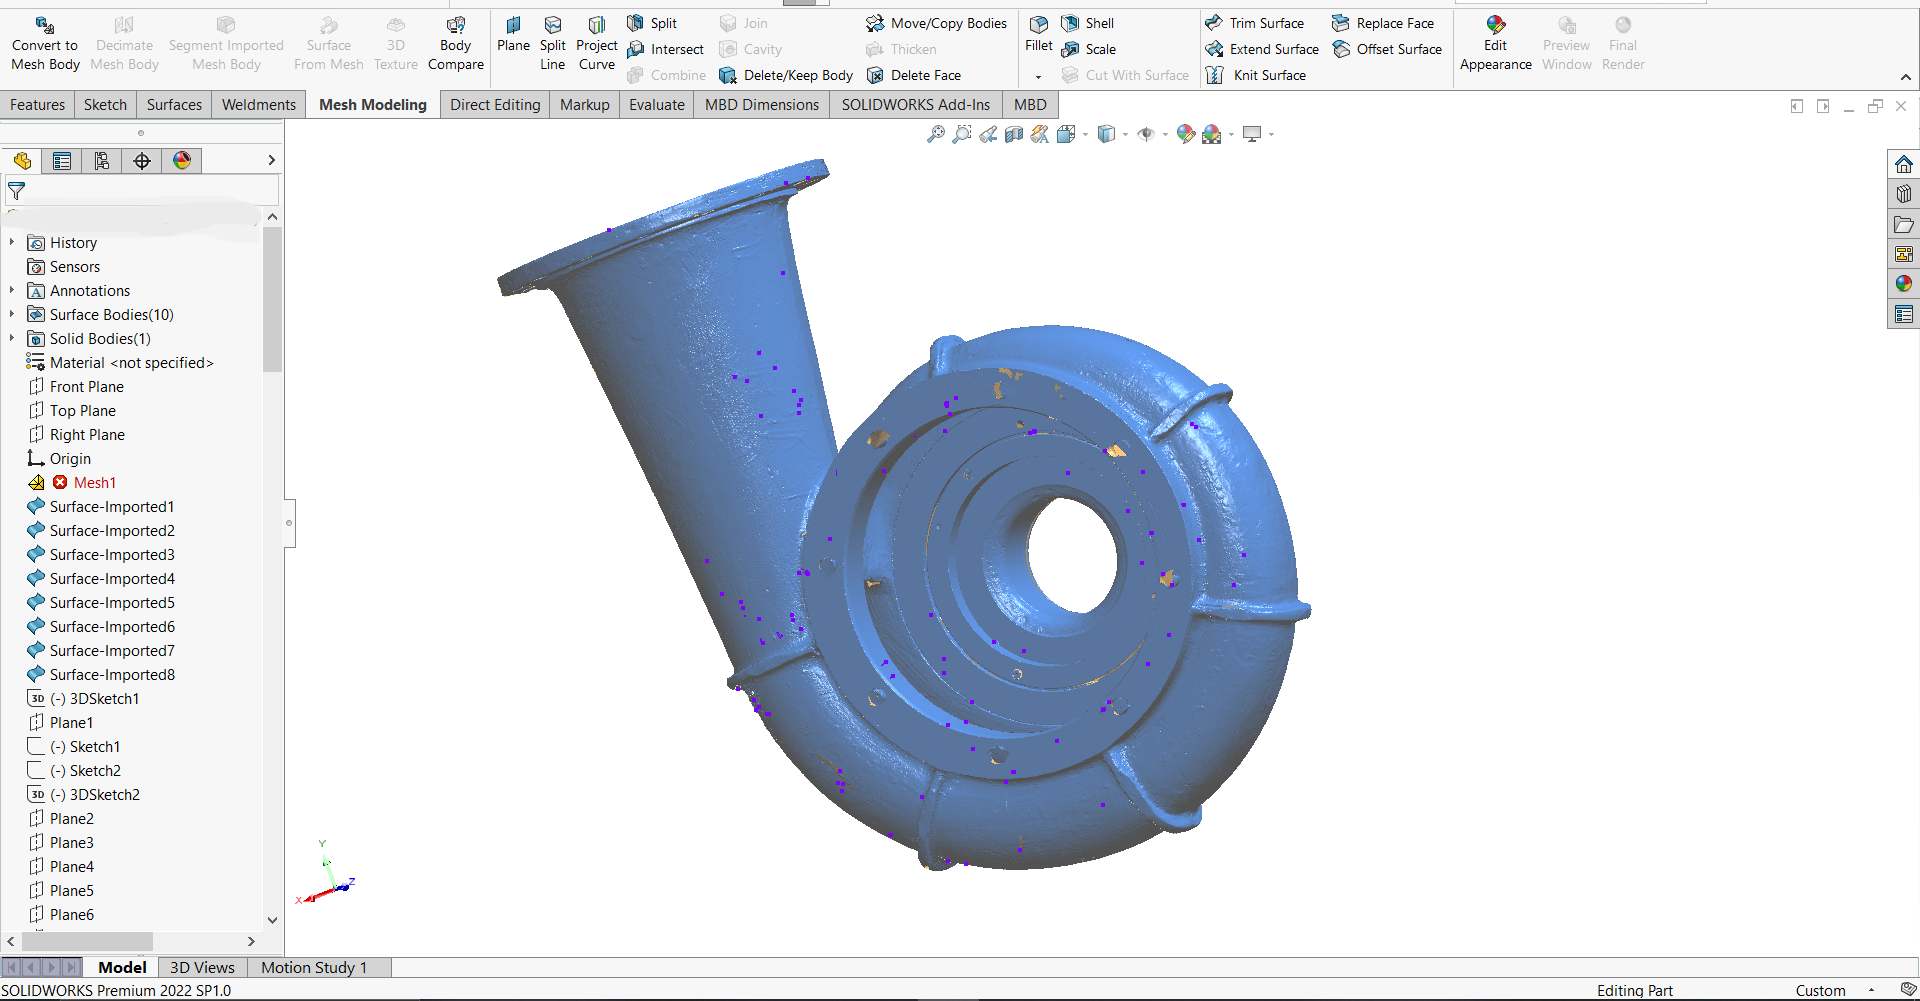 Convert to Mesh Body
Decimate Mesh Body
Segment Imported Mesh Body
Surface From Mesh
3D Texture
Body Compare
Plane
Split Line
Project Curve
Split
Intersect
Combine
Join
Cavity
Delete/Keep Body
Move/Copy Bodies
Thicken
Delete Face
Fillet
Shell
Scale
Cut With Surface
Trim Surface
Extend Surface
Knit Surface
Replace Face
Offset Surface
Edit Appearance
Preview Window
Final Render
Features
Sketch
Surfaces
Weldments
Mesh Modeling
Direct Editing
Markup
Evaluate
MBD Dimensions
SOLIDWORKS Add-Ins
MBD
History
Sensors
Annotations
Surface Bodies(10)
Solid Bodies(1)
Material <not specified>
Front Plane
Top Plane
Right Plane
Origin
Mesh1
Surface-Imported1
Surface-Imported2
Surface-Imported3
Surface-Imported4
Surface-Imported5
Surface-Imported6
Surface-Imported7
Surface-Imported8
3D (-) 3DSketch1
Plane1
(-) Sketch1
(-) Sketch2
3D (-) 3DSketch2
Plane2
Plane3
Plane4
Plane5
Plane6
Y
Z
X
Model
3D Views
Motion Study 1
SOLIDWORKS Premium 2022 SP1.0
Editing Part
Custom